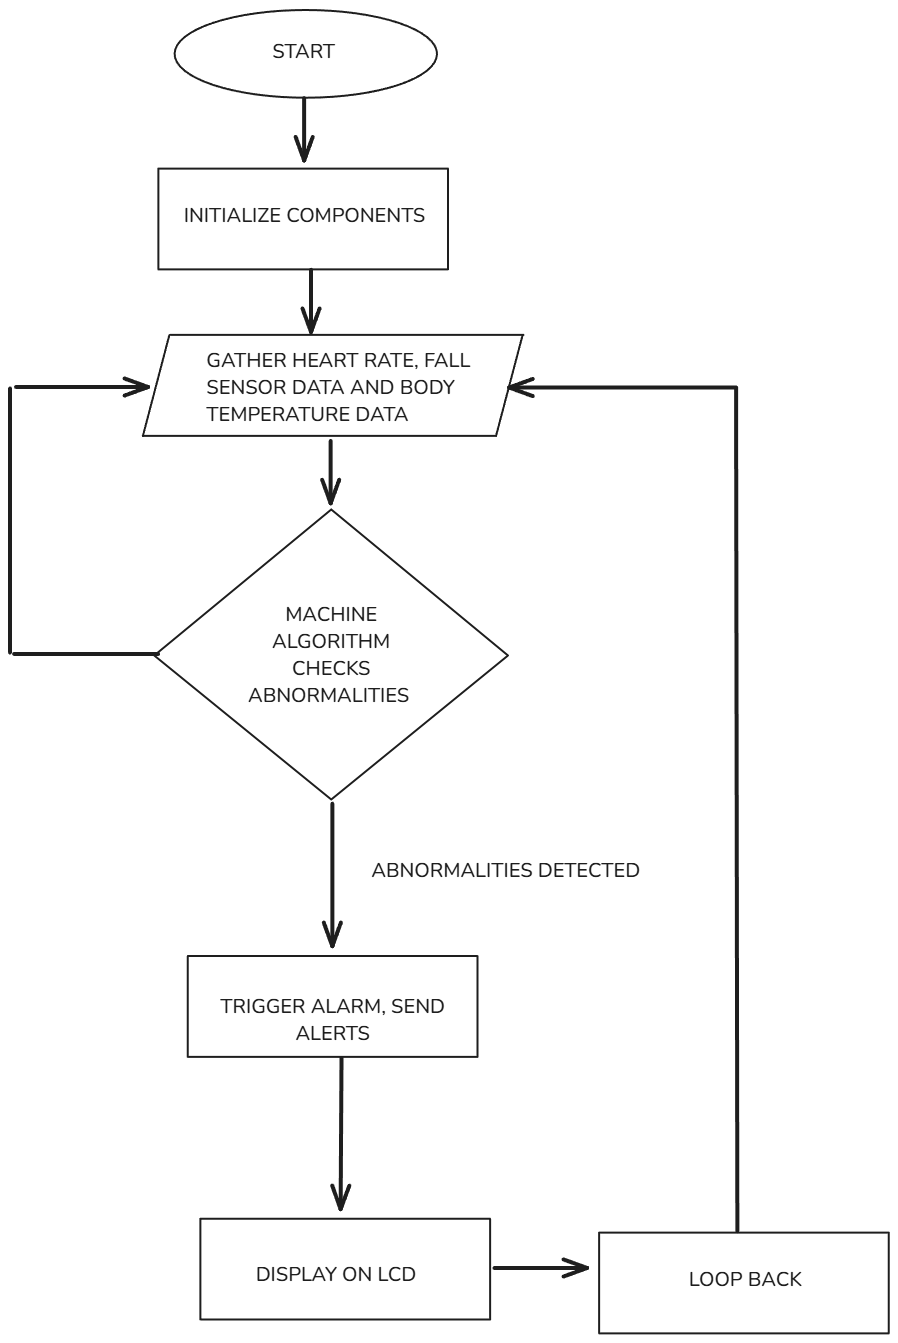 START
INITIALIZE COMPONENTS
GATHER HEART RATE, FALL
SENSOR DATA AND BODY
TEMPERATURE DATA
MACHINE
ALGORITHM
CHECKS
ABNORMALITIES
ABNORMALITIES DETECTED
TRIGGER ALARM, SEND
ALERTS
DISPLAY ON LCD
LOOP BACK